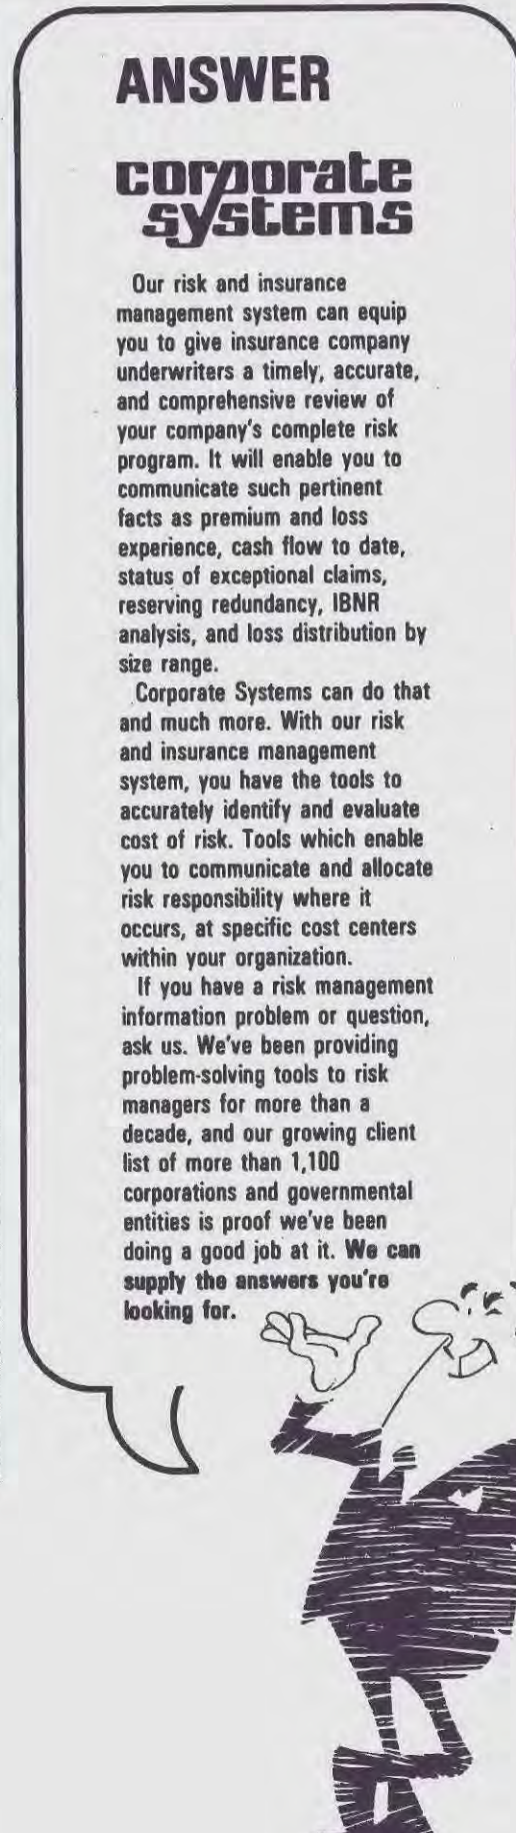 ANSWER
corporate
systems
Our risk and insurance
management system can equip
you to give insurance company
underwriters a timely, accurate,
and comprehensive review of
your company's complete risk
program. It will enable you to
communicate such pertinent
facts as premium and loss
experience, cash flow to date,
status of exceptional claims,
reserving redundancy, IBNR
analysis, and loss distribution by
size range.
Corporate Systems can do that
and much more. With our risk
and insurance management
system, you have the tools to
accurately identify and evaluate
cost of risk. Tools which enable
you to communicate and allocate
risk responsibility where it
occurs, at specific cost centers
within your organization.
If you have a risk management
information problem or question,
ask us. We've been providing
problem-solving tools to risk
managers for more than a
decade, and our growing client
list of more than 1,100
corporations and governmental
entities is proof we've been
doing a good job at it. We can
supply the answers you're
looking for.